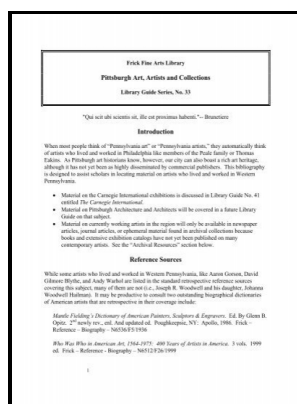 Frick Fine Arts Library
Pittsburgh Art, Artists and Collections
Library Guide Series, No. 33
"Qui scit ubi scientis sit, ille est proximus habenti."-- Brunetiere
Introduction
When most people think of "Pennsylvania art" or "Pennsylvania artists," they automatically think
of artists who lived and worked in Philadelphia like members of the Peale family or Thomas
Eakins. As Pittsburgh art historians know, however, our city can also boast a rich art heritage,
although it has not yet been as highly disseminated by commercial publishers. This bibliography
is designed to assist scholars in locating material on artists who lived and worked in Western
Pennsylvania.
• Material on the Carnegie International exhibitions is discussed in Library Guide No. 41
entitled The Carnegie International.
• Material on Pittsburgh Architecture and Architects will be covered in a future Library
Guide on that subject.
• Material on currently working artists in the region will only be available in newspaper
articles, journal articles, or ephemeral material found in archival collections because
books and extensive exhibition catalogs have not yet been published on many
contemporary artists. See the "Archival Resources" section below.
Reference Sources
While some artists who lived and worked in Western Pennsylvania, like Aaron Gorson, David
Gilmore Blythe, and Andy Warhol are listed in the standard retrospective reference sources
covering this subject, many of them are not (i.e., Joseph R. Woodwell and his daughter, Johanna
Woodwell Hailman). It may be productive to consult two outstanding biographical dictionaries
of American artists that are retrospective in their coverage include:
Mantle Fielding's Dictionary of American Painters, Sculptors & Engravers. Ed. By Glenn B.
Opitz. 2nd newly rev., enl. And updated ed. Poughkeepsie, NY: Apollo, 1986. Frick –
Reference - Biography – N6536/F5/1936
Who Was Who in American Art, 1564-1975: 400 Years of Artists in America. 3 vols. 1999
ed. Frick – Reference - Biography – N6512/F26/1999
1